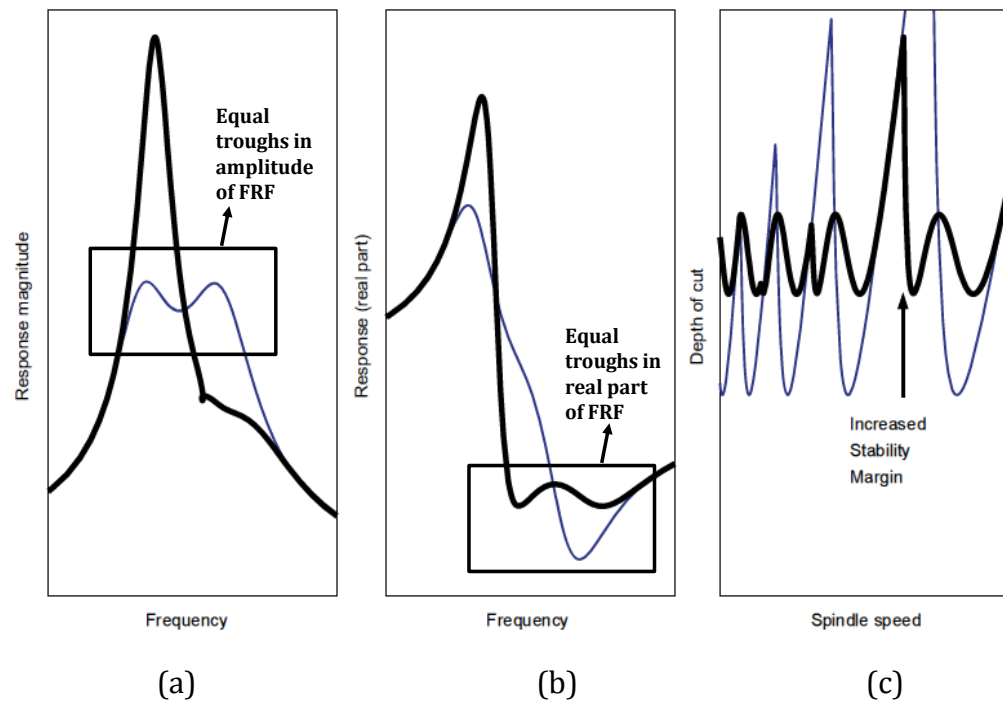 Response magnitude
Equal
troughs in
amplitude
of FRF
Frequency
(a)
Response (real part)
Equal
troughs in
real part
of FRF
Frequency
(b)
Depth of cut
Increased
Stability
Margin
Spindle speed
(c)